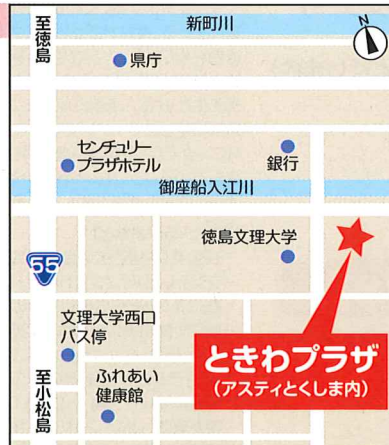 新町川
N
至徳島
県庁
センチュリー
プラザホテル
銀行
御座船入江川
徳島文理大学
55
文理大学西口
バス停
ときわプラザ
(アスティとくしま内)
ふれあい
健康館
至小松島